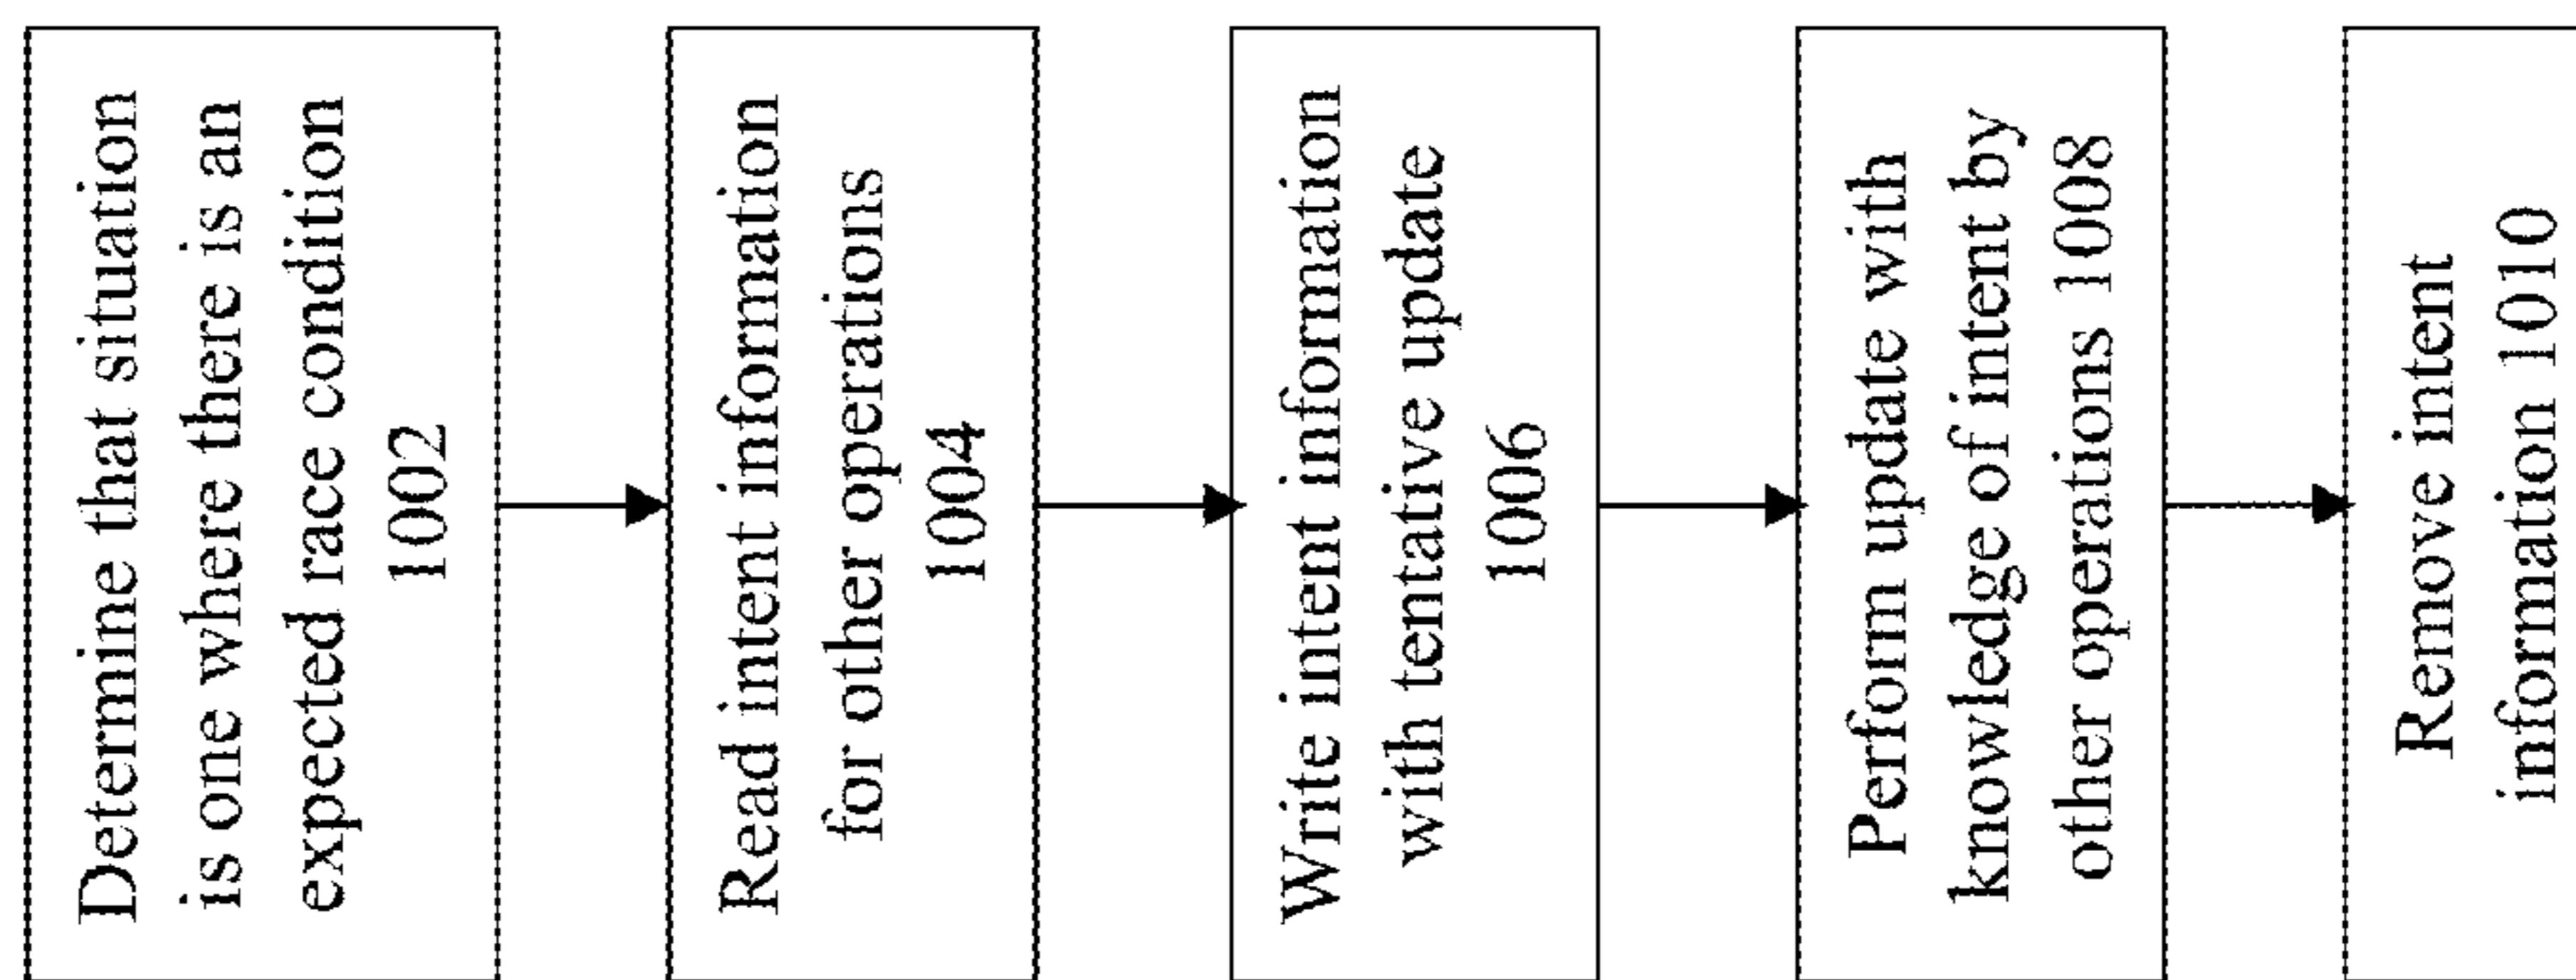 Determine that situation
is one where there is an
expected race condition
1002
Read intent information
for other operations
1004
Write intent information
with tentative update
1006
Perform update with
knowledge of intent by
other operations 1008
Remove intent
information 1010